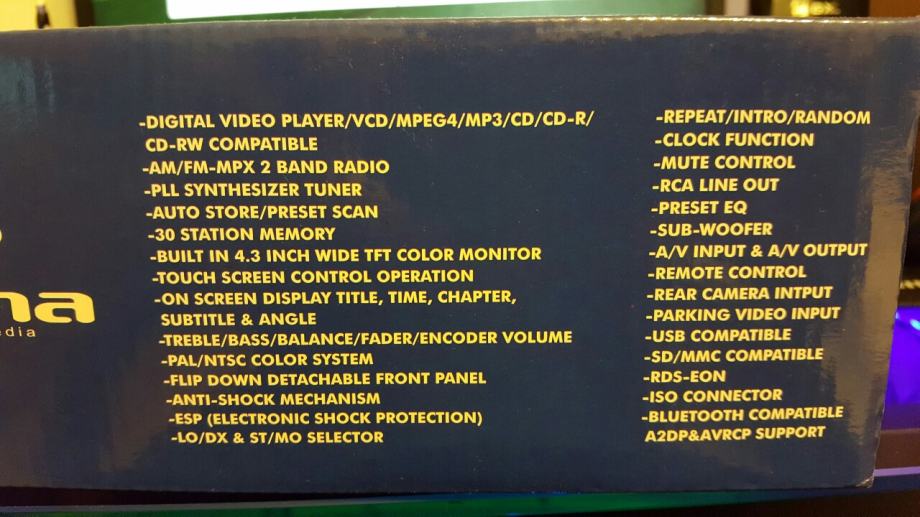 -DIGITAL VIDEO PLAYER/VCD/MPEG4/MP3/CD/CD-R/
CD-RW COMPATIBLE
-AM/FM-MPX 2 BAND RADIO
-PLL SYNTHESIZER TUNER
-AUTO STORE/PRESET SCAN
-30 STATION MEMORY
-BUILT IN 4.3 INCH WIDE TFT COLOR MONITOR
-TOUCH SCREEN CONTROL OPERATION
-ON SCREEN DISPLAY TITLE, TIME, CHAPTER,
SUBTITLE & ANGLE
-TREBLE/BASS/BALANCE/FADER/ENCODER VOLUME
-PAL/NTSC COLOR SYSTEM
-FLIP DOWN DETACHABLE FRONT PANEL
-ANTI-SHOCK MECHANISM
-ESP (ELECTRONIC SHOCK PROTECTION)
-LO/DX & ST/MO SELECTOR
-REPEAT/INTRO/RANDOM
-CLOCK FUNCTION
-MUTE CONTROL
-RCA LINE OUT
-PRESET EQ
-SUB-WOOFER
-A/V INPUT & A/V OUTPUT
-REMOTE CONTROL
-REAR CAMERA INTPUT
-PARKING VIDEO INPUT
-USB COMPATIBLE
-SD/MMC COMPATIBLE
-RDS-EON
-ISO CONNECTOR
-BLUETOOTH COMPATIBLE
A2DP&AVRCP SUPPORT